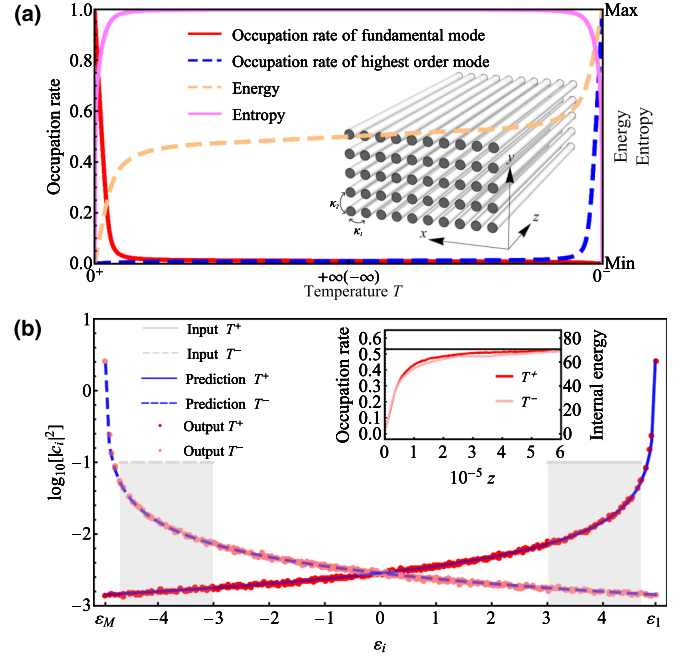 (a)
Occupation rate
1.0
0.8
0.6
0.4
0.2
0.0
Occupation rate of fundamental mode
Occupation rate of highest order mode
Energy
Entropy
Max
Energy
Entropy
Min
κ₂
κ₁
x
y
z
0⁺
+∞(−∞)
0⁻
Temperature T
(b)
log₁₀[|cᵢ|²]
1
0
−1
−2
−3
Input T⁺
Input T⁻
Prediction T⁺
Prediction T⁻
Output T⁺
Output T⁻
Occupation rate
0.6
0.5
0.4
0.3
0.2
0.1
0.0
T⁺
T⁻
80
60
40
20
0
Internal energy
0 1 2 3 4 5 6
10⁻⁵ z
ε_M −4 −3 −2 −1 0 1 2 3 4 ε₁
εᵢ